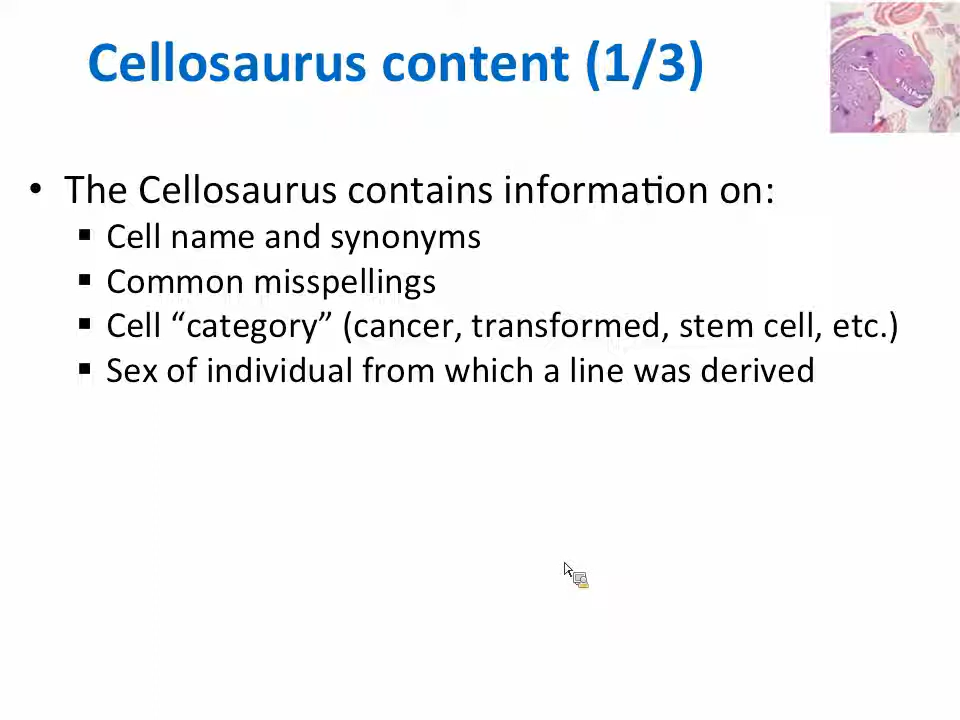 Cellosaurus content (1/3)
• The Cellosaurus contains information on:
▪ Cell name and synonyms
▪ Common misspellings
▪ Cell “category” (cancer, transformed, stem cell, etc.)
▪ Sex of individual from which a line was derived